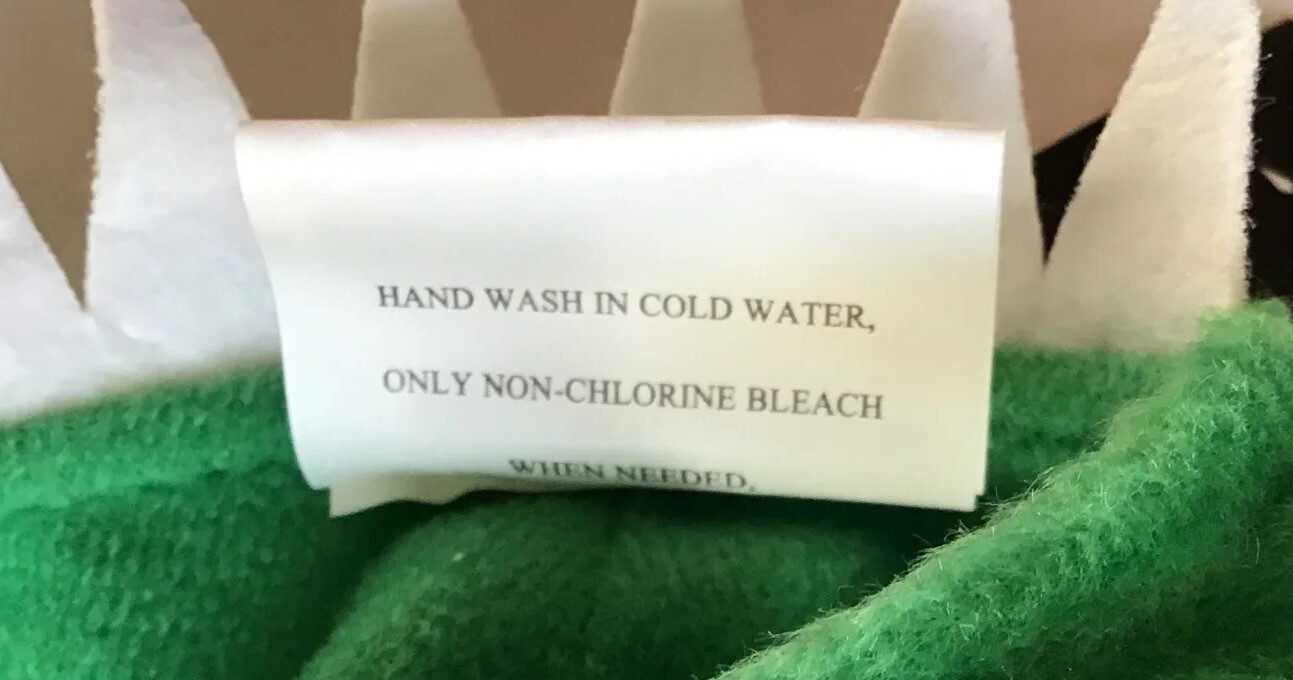 HAND WASH IN COLD WATER,
ONLY NON-CHLORINE BLEACH
WHEN NEEDED,